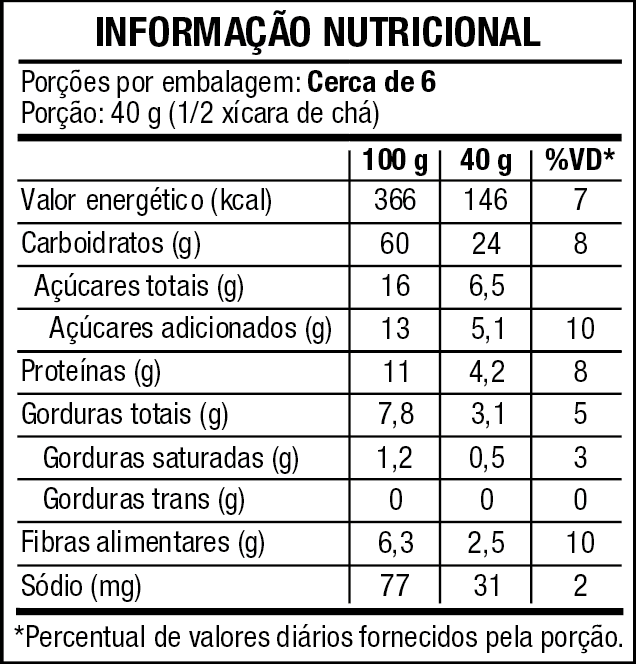 INFORMAÇÃO NUTRICIONAL
Porções por embalagem: Cerca de 6
Porção: 40 g (1/2 xícara de chá)
100 g 40 g %VD*
Valor energético (kcal) 366 146 7
Carboidratos (g) 60 24 8
Açúcares totais (g) 16 6,5
Açúcares adicionados (g) 13 5,1 10
Proteínas (g) 11 4,2 8
Gorduras totais (g) 7,8 3,1 5
Gorduras saturadas (g) 1,2 0,5 3
Gorduras trans (g) 0 0 0
Fibras alimentares (g) 6,3 2,5 10
Sódio (mg) 77 31 2
*Percentual de valores diários fornecidos pela porção.